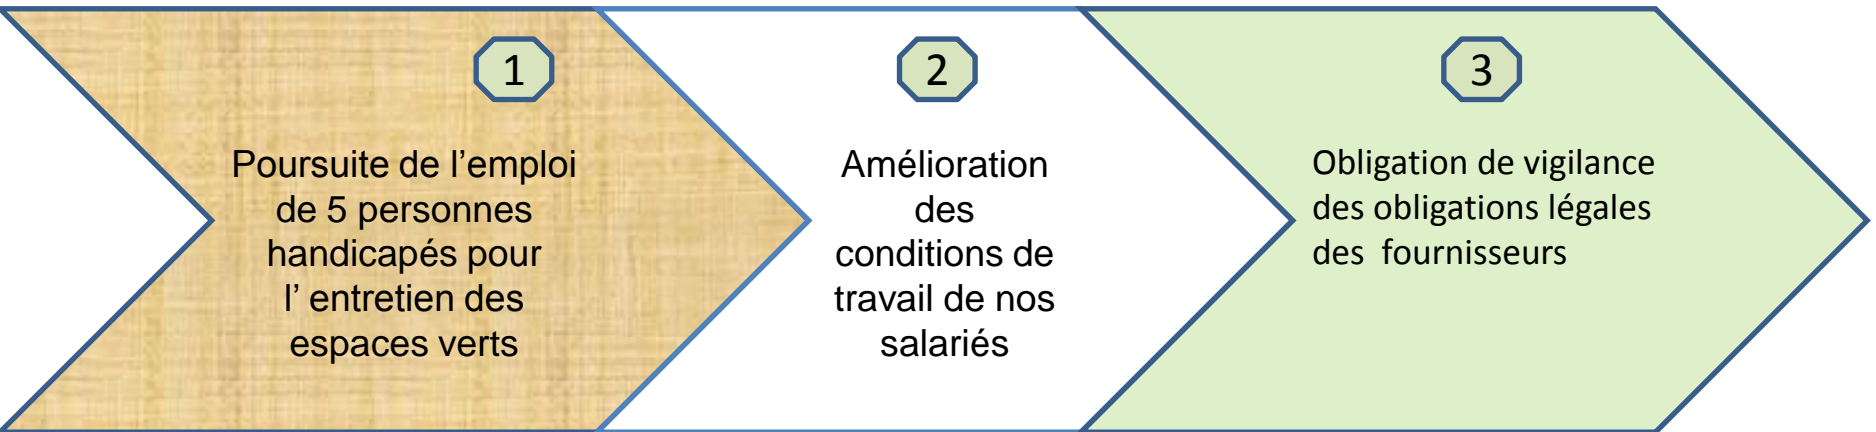 1
Poursuite de l’emploi
de 5 personnes
handicapés pour
l’ entretien des
espaces verts
2
Amélioration
des
conditions de
travail de nos
salariés
3
Obligation de vigilance
des obligations légales
des  fournisseurs